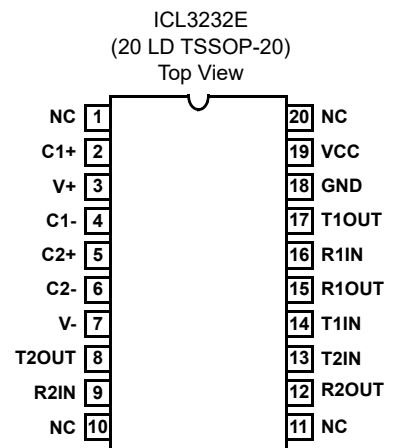 ICL3232E
(20 LD TSSOP-20)
Top View
NC 1 20 NC
C1+ 2 19 VCC
V+ 3 18 GND
C1- 4 17 T1OUT
C2+ 5 16 R1IN
C2- 6 15 R1OUT
V- 7 14 T1IN
T2OUT 8 13 T2IN
R2IN 9 12 R2OUT
NC 10 11 NC